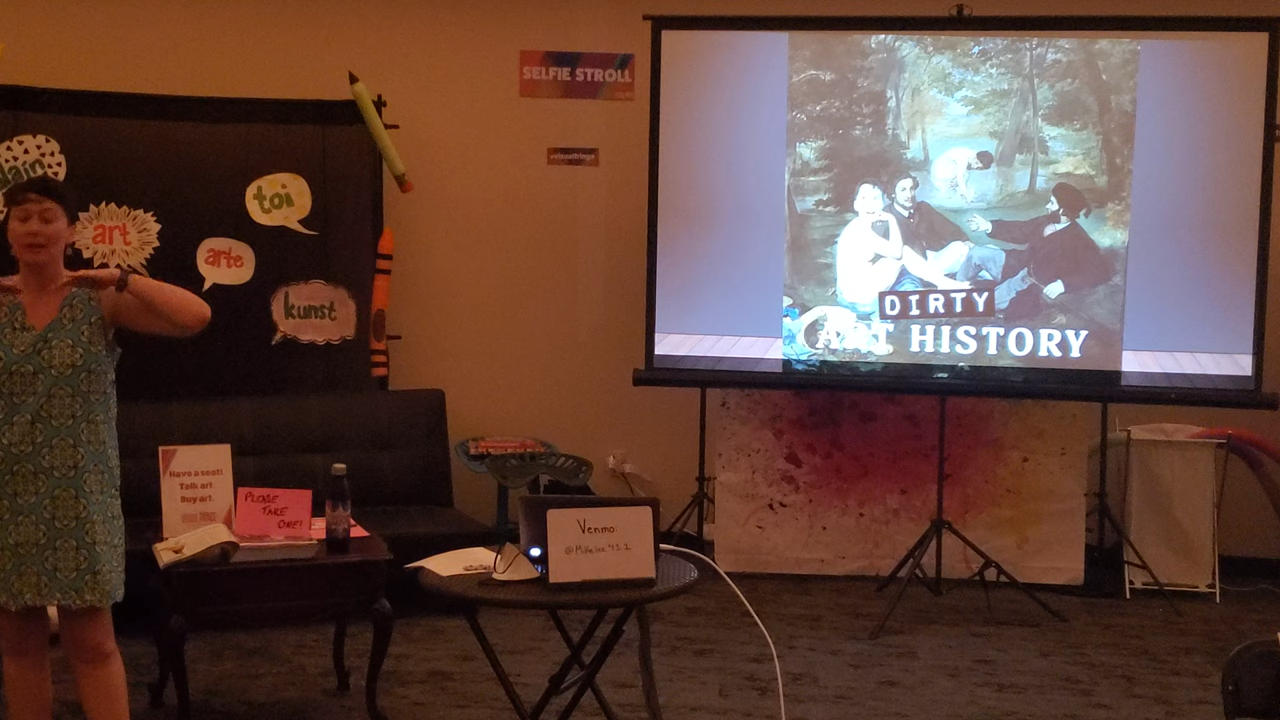 SELFIE STROLL
lain
toi
art
arte
kunst
DIRTY
ART HISTORY
Have a seat!
Talk art.
Buy art.
PLEASE
TAKE
ONE!
Venmo: